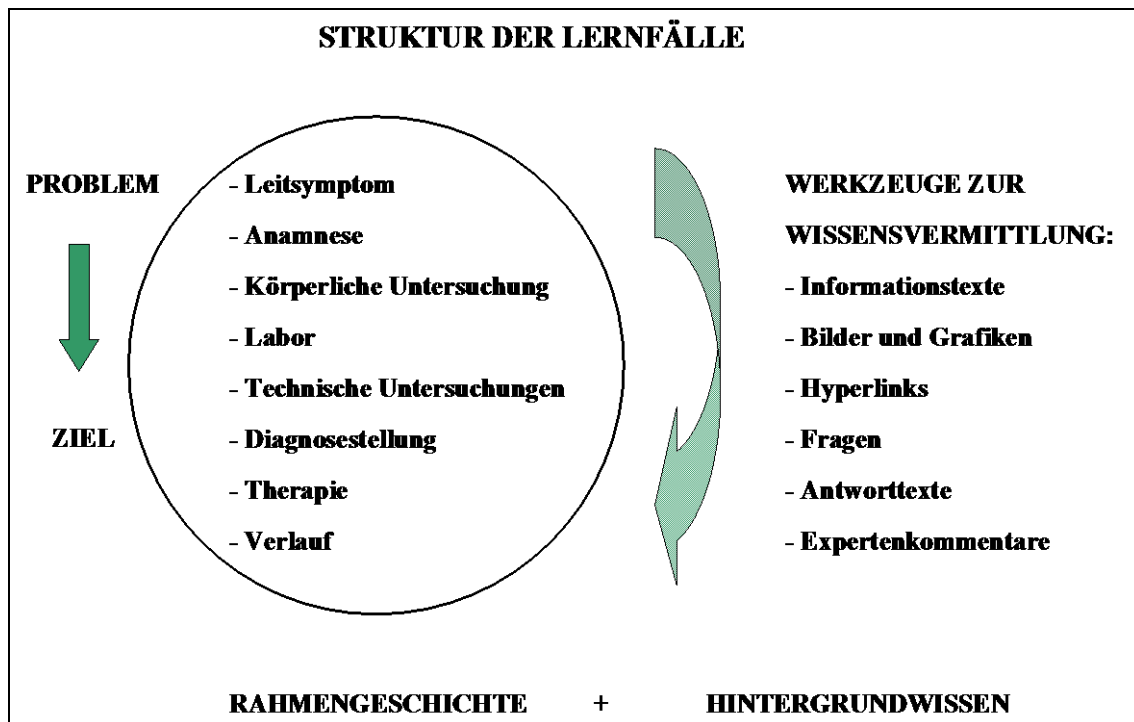 STRUKTUR DER LERNFÄLLE
PROBLEM
ZIEL
- Leitsymptom
- Anamnese
- Körperliche Untersuchung
- Labor
- Technische Untersuchungen
- Diagnosestellung
- Therapie
- Verlauf
WERKZEUGE ZUR
WISSENSVERMITTLUNG:
- Informationstexte
- Bilder und Grafiken
- Hyperlinks
- Fragen
- Antworttexte
- Expertenkommentare
RAHMENGESCHICHTE + HINTERGRUNDWISSEN